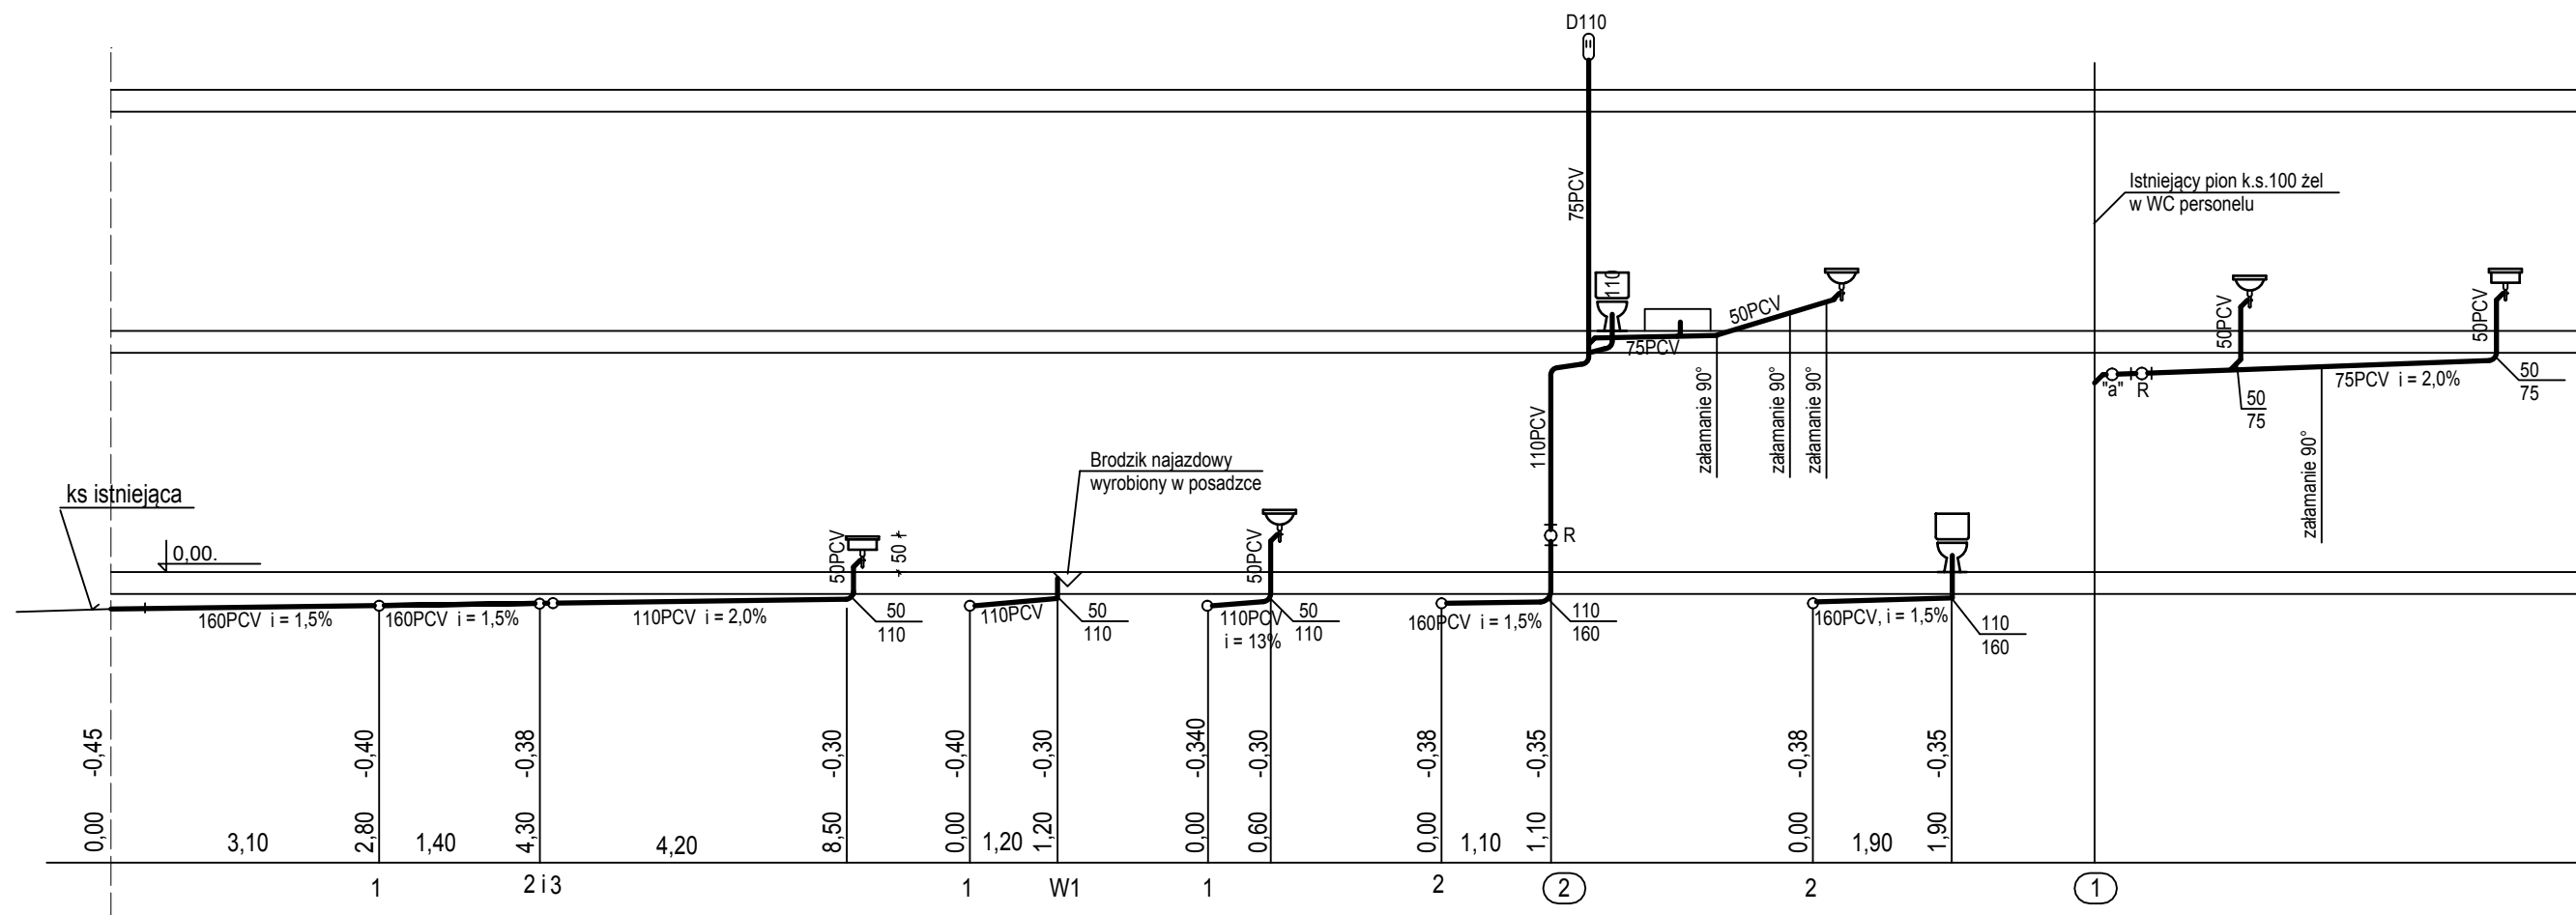 D110
75PCV
110
50PCV
75PCV
załamanie 90°
załamanie 90°
załamanie 90°
110PCV
R
Istniejący pion k.s.100 żel
w WC personelu
50PCV
50PCV
"a"
R
50
75
75PCV i = 2,0%
50
75
załamanie 90°
ks istniejąca
0,00.
Brodzik najazdowy
wyrobiony w posadzce
50PCV
50
50PCV
160PCV i = 1,5%
160PCV i = 1,5%
110PCV i = 2,0%
50
110
110PCV
50
110
110PCV
i = 13%
50
110
160PCV i = 1,5%
110
160
160PCV, i = 1,5%
110
160
-0,45
-0,40
-0,38
-0,30
-0,40
-0,30
-0,340
-0,30
-0,38
-0,35
-0,38
-0,35
0,00
3,10
2,80
1,40
4,30
4,20
8,50
0,00
1,20
1,20
0,00
0,60
0,00
1,10
1,10
0,00
1,90
1,90
1
2 i 3
1
W1
1
2
2
2
1